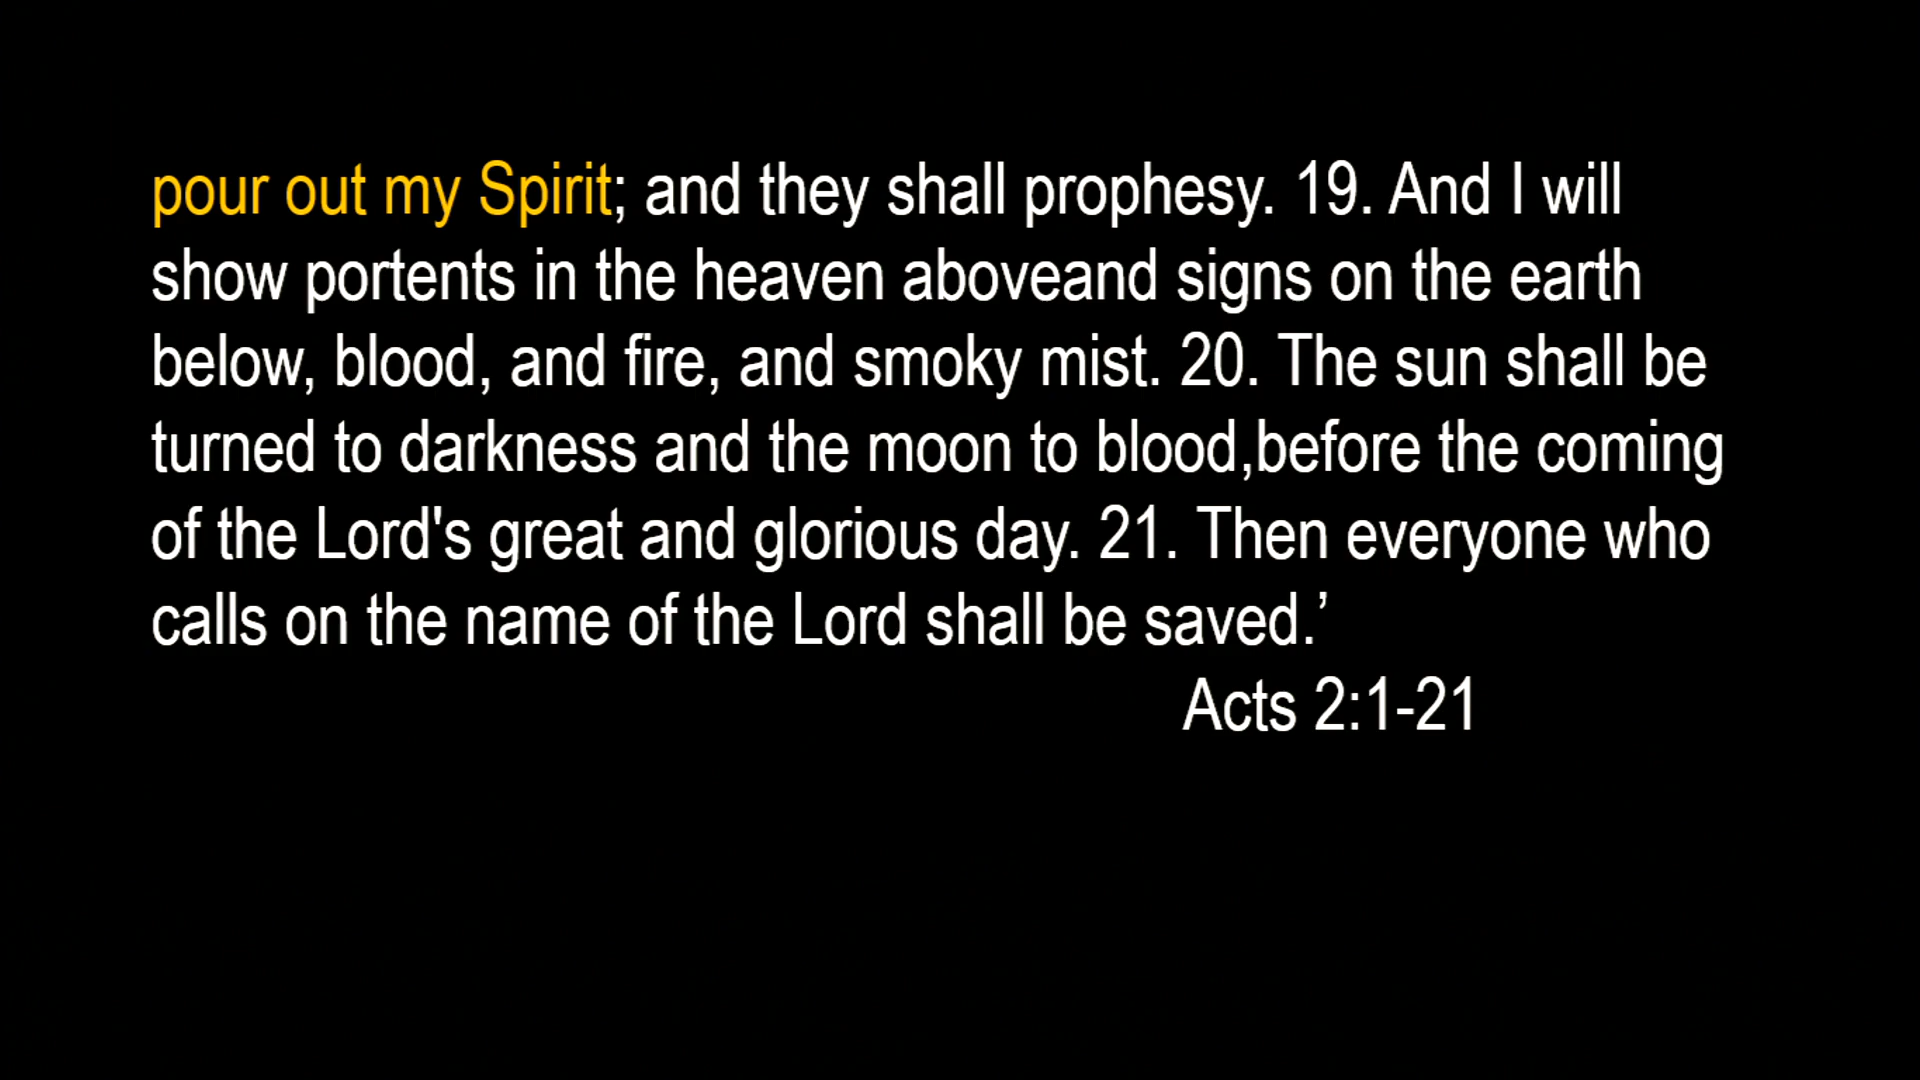 pour out my Spirit; and they shall prophesy. 19. And I will
show portents in the heaven aboveand signs on the earth
below, blood, and fire, and smoky mist. 20. The sun shall be
turned to darkness and the moon to blood,before the coming
of the Lord's great and glorious day. 21. Then everyone who
calls on the name of the Lord shall be saved.’
Acts 2:1-21